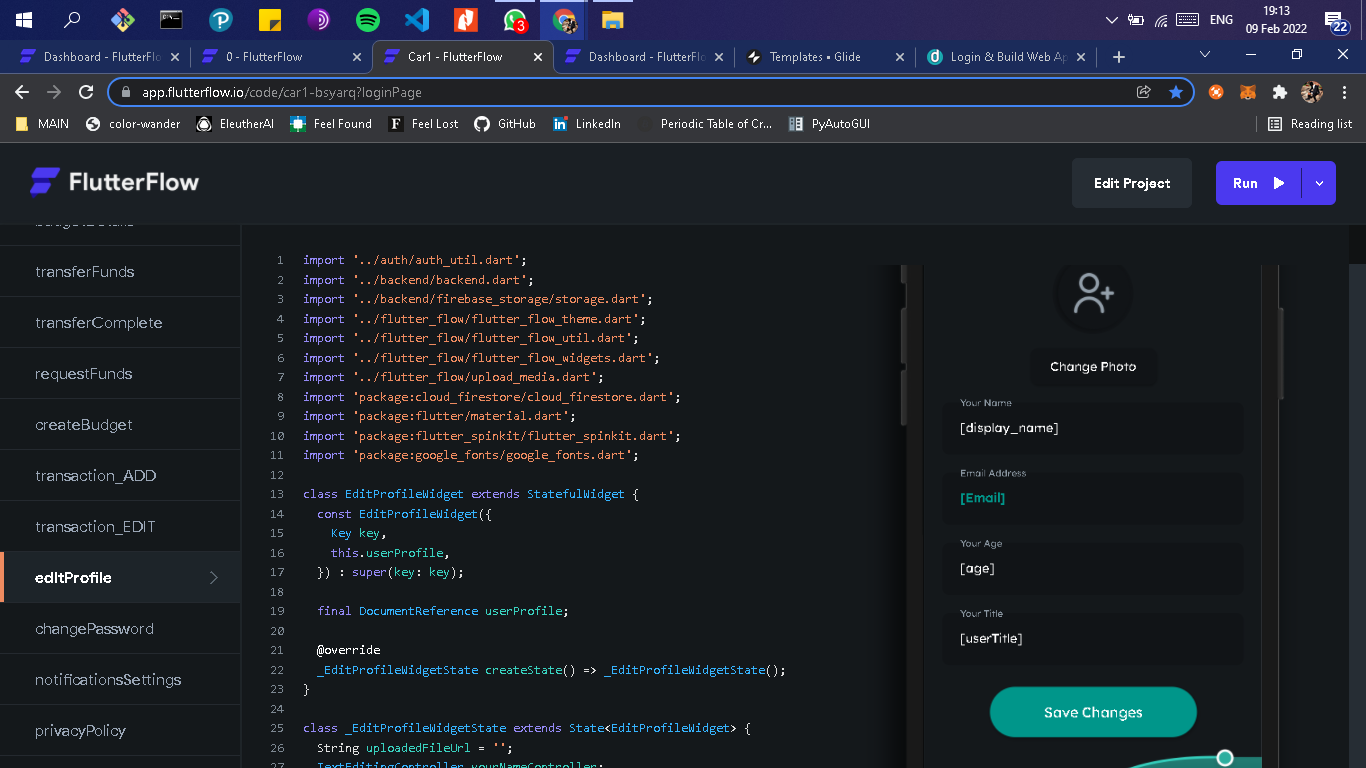 3
ENG
19:13
09 Feb 2022
22
Dashboard - FlutterFlo
0 - FlutterFlow
Car1 - FlutterFlow
Dashboard - FlutterFlo
Templates • Glide
Login & Build Web Ap
app.flutterflow.io/code/car1-bsyarq?loginPage
MAIN
color-wander
EleutherAI
Feel Found
Feel Lost
GitHub
LinkedIn
Periodic Table of Cr...
PyAutoGUI
Reading list
FlutterFlow
Edit Project
Run
transferFunds
transferComplete
requestFunds
createBudget
transaction_ADD
transaction_EDIT
editProfile
changePassword
notificationsSettings
privacyPolicy
1 import '../auth/auth_util.dart';
2 import '../backend/backend.dart';
3 import '../backend/firebase_storage/storage.dart';
4 import '../flutter_flow/flutter_flow_theme.dart';
5 import '../flutter_flow/flutter_flow_util.dart';
6 import '../flutter_flow/flutter_flow_widgets.dart';
7 import '../flutter_flow/upload_media.dart';
8 import 'package:cloud_firestore/cloud_firestore.dart';
9 import 'package:flutter/material.dart';
10 import 'package:flutter_spinkit/flutter_spinkit.dart';
11 import 'package:google_fonts/google_fonts.dart';
12
13 class EditProfileWidget extends StatefulWidget {
14 const EditProfileWidget({
15 Key key,
16 this.userProfile,
17 }) : super(key: key);
18
19 final DocumentReference userProfile;
20
21 @override
22 _EditProfileWidgetState createState() => _EditProfileWidgetState();
23 }
24
25 class _EditProfileWidgetState extends State<EditProfileWidget> {
26 String uploadedFileUrl = '';
27 TextEditingController yourNameController;
Change Photo
Your Name
[display_name]
Email Address
[Email]
Your Age
[age]
Your Title
[userTitle]
Save Changes